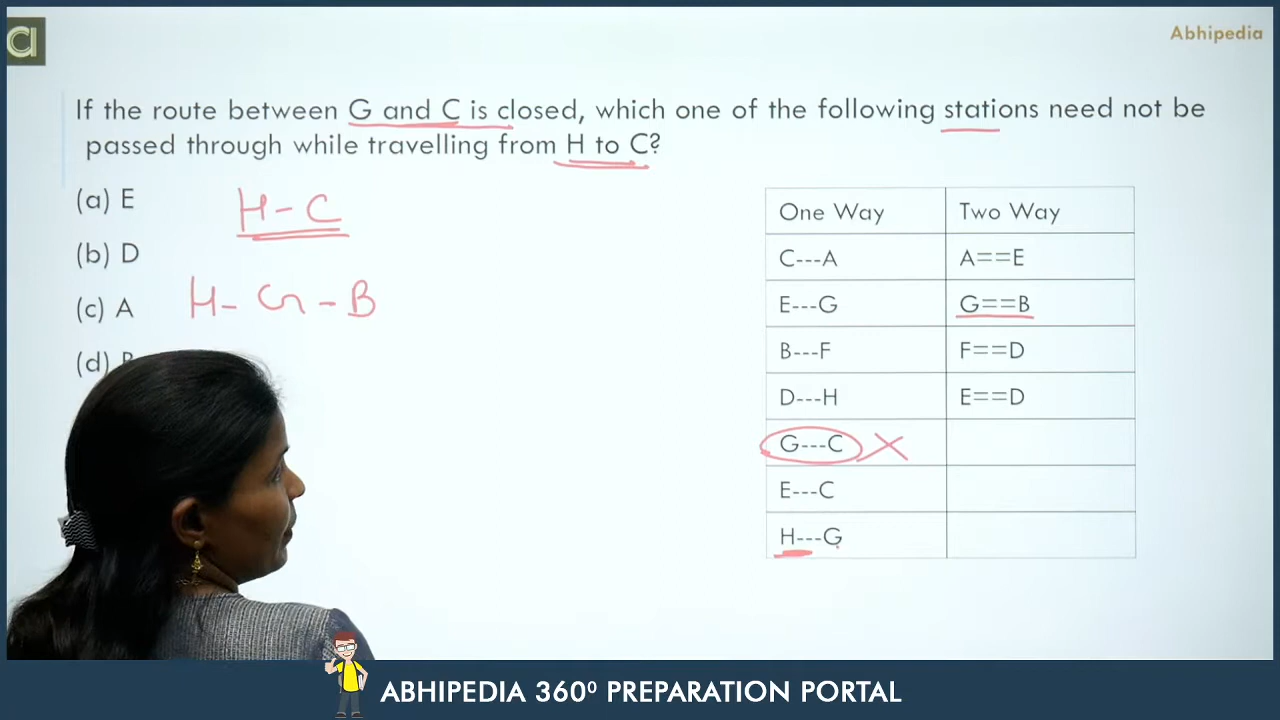 a
Abhipedia
If the route between G and C is closed, which one of the following stations need not be
passed through while travelling from H to C?
(a) E
(b) D
(c) A
(d)
H - C
H - G - B
One Way Two Way
C---A A==E
E---G G==B
B---F F==D
D---H E==D
G---C
E---C
H---G
ABHIPEDIA 360⁰ PREPARATION PORTAL